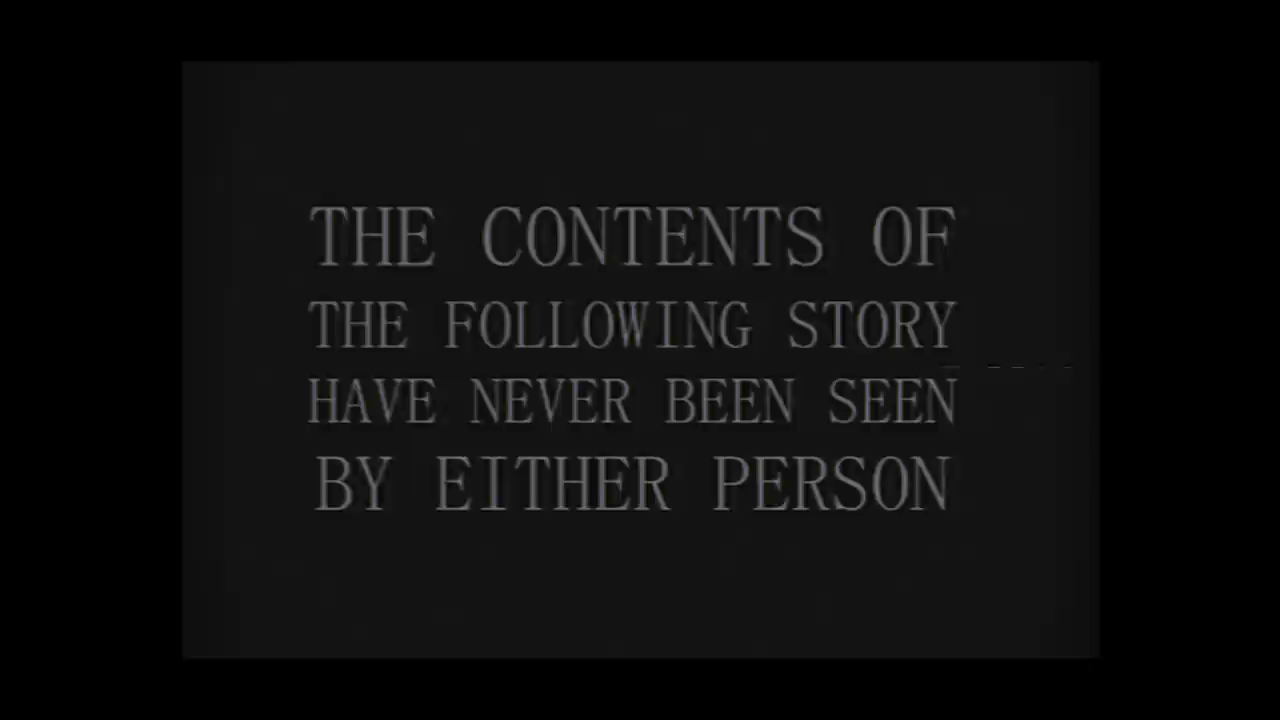 THE CONTENTS OF
THE FOLLOWING STORY
HAVE NEVER BEEN SEEN
BY EITHER PERSON